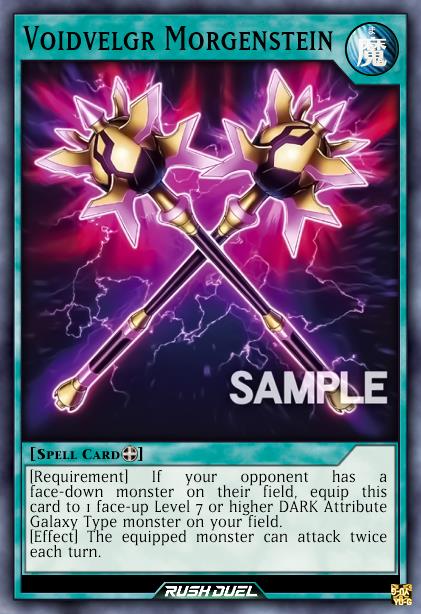 Voidvelgr Morgenstein
ま
魔
SAMPLE
[Spell Card]
[Requirement] If your opponent has a
face-down monster on their field, equip this
card to 1 face-up Level 7 or higher DARK Attribute
Galaxy Type monster on your field.
[Effect] The equipped monster can attack twice
each turn.
RUSH DUEL